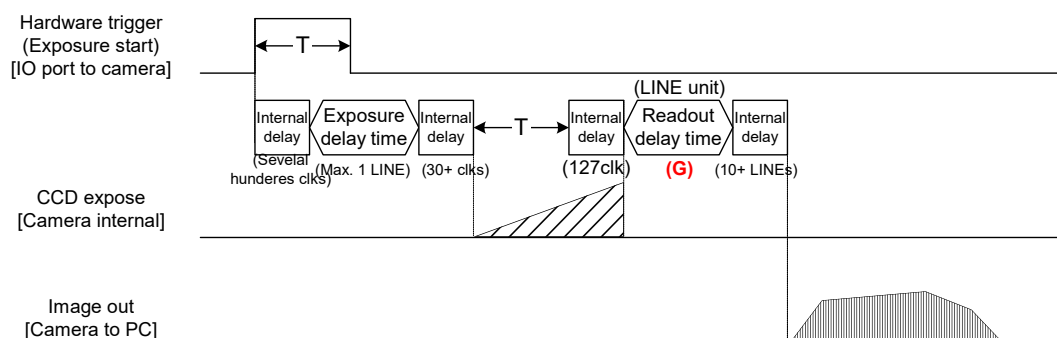 Hardware trigger
(Exposure start)
[IO port to camera]
T
(LINE unit)
Internal
delay
Exposure
delay time
Internal
delay
T
Internal
delay
Readout
delay time
Internal
delay
(Sevelal
hunderes clks)
(Max. 1 LINE)
(30+ clks)
(127clk)
(G)
(10+ LINEs)
CCD expose
[Camera internal]
Image out
[Camera to PC]